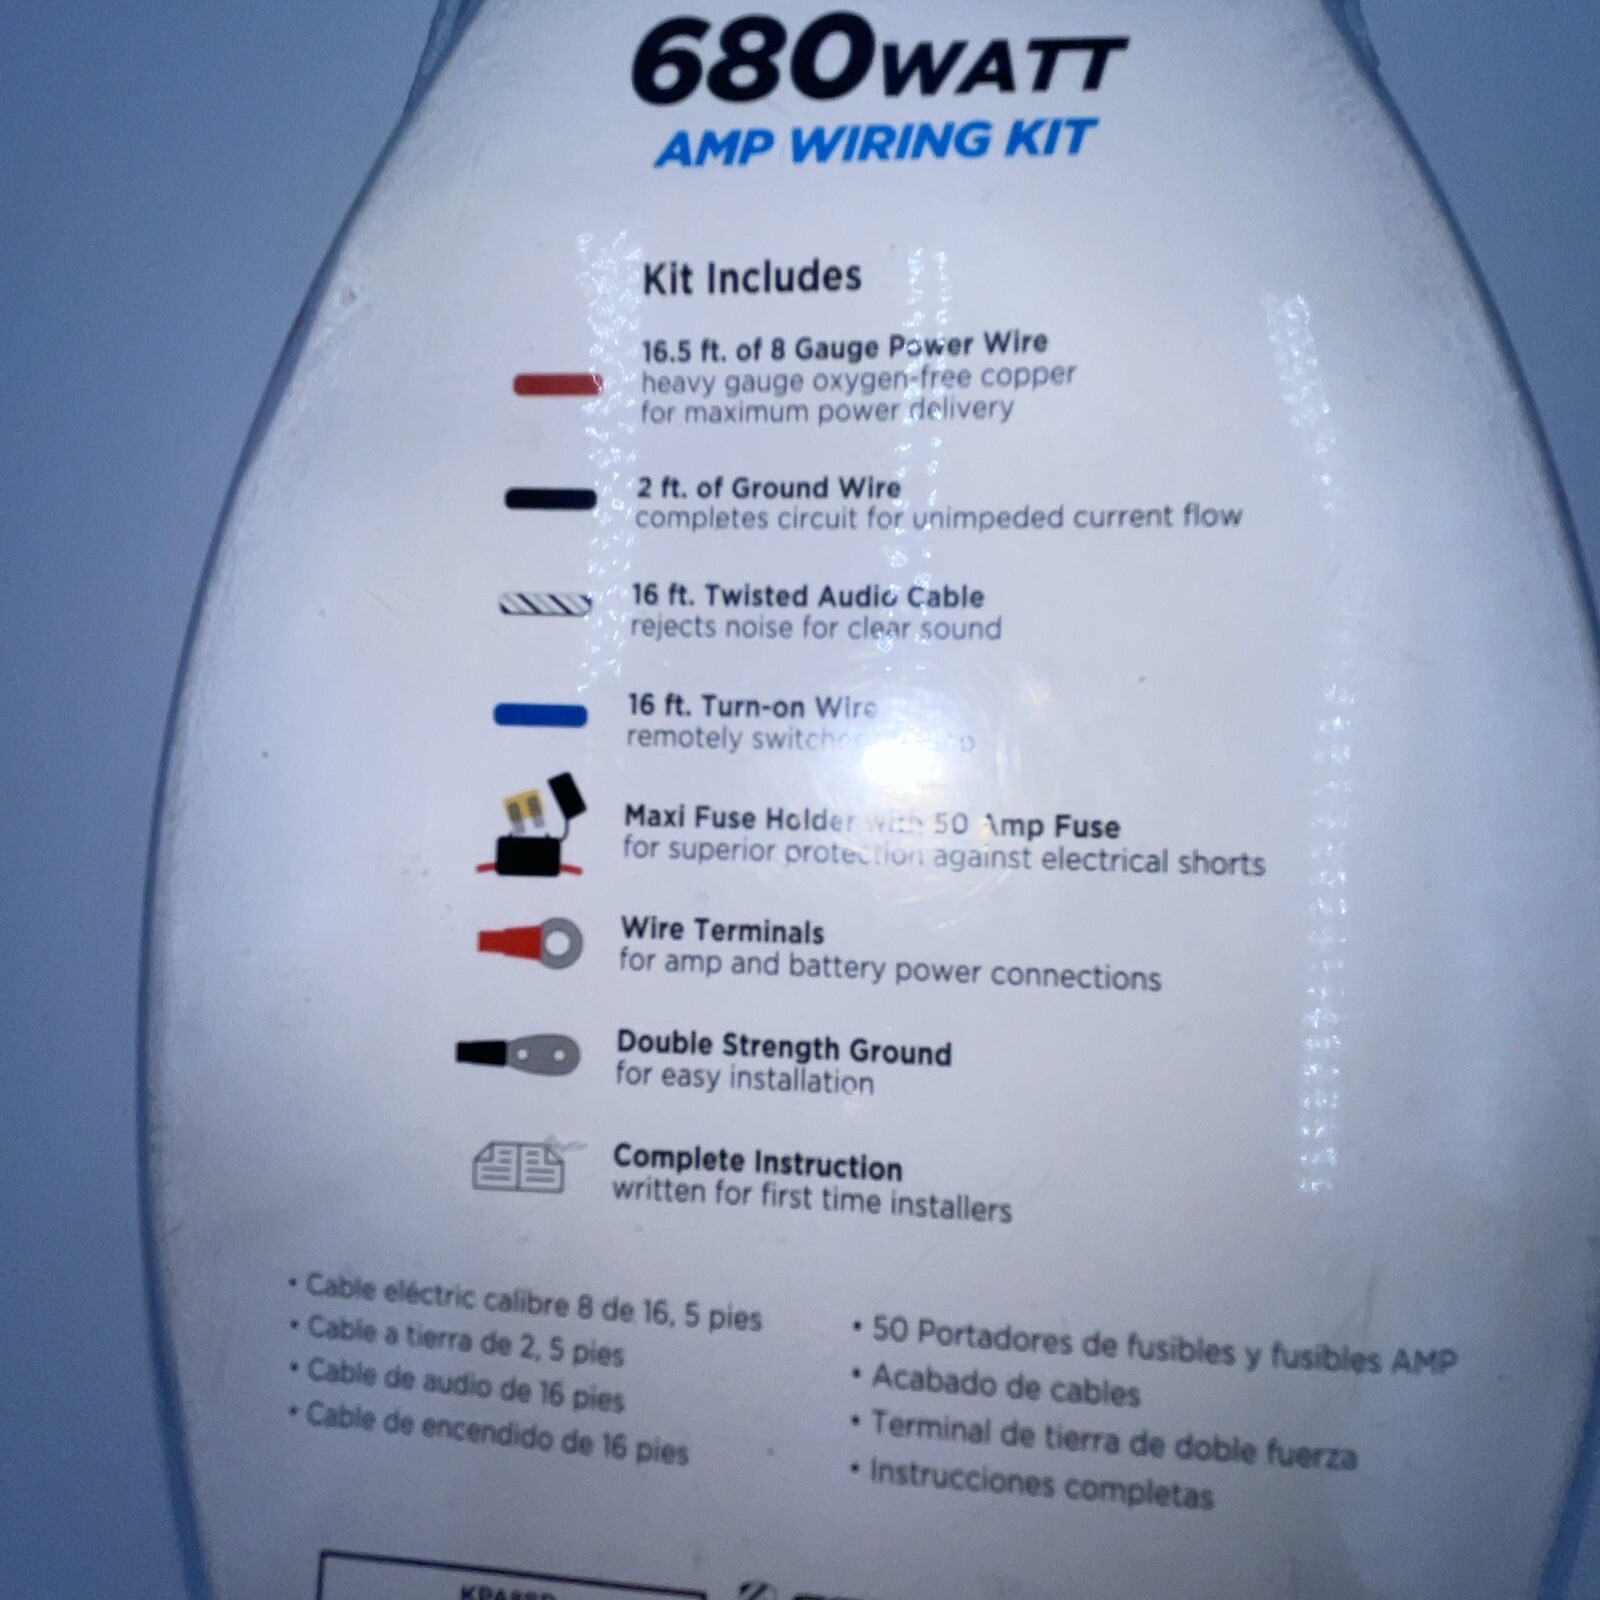 680WATT
AMP WIRING KIT
Kit Includes
16.5 ft. of 8 Gauge Power Wire
heavy gauge oxygen-free copper
for maximum power delivery
2 ft. of Ground Wire
completes circuit for unimpeded current flow
16 ft. Twisted Audio Cable
rejects noise for clear sound
16 ft. Turn-on Wire
remotely
Maxi Fuse Holder with 50 Amp Fuse
for superior protection against electrical shorts
Wire Terminals
for amp and battery power connections
Double Strength Ground
for easy installation
Complete Instruction
written for first time installers
• Cable eléctric calibre 8 de 16, 5 pies
• Cable a tierra de 2, 5 pies
• Cable de audio de 16 pies
• Cable de encendido de 16 pies
• 50 Portadores de fusibles y fusibles AMP
• Acabado de cables
• Terminal de tierra de doble fuerza
• Instrucciones completas